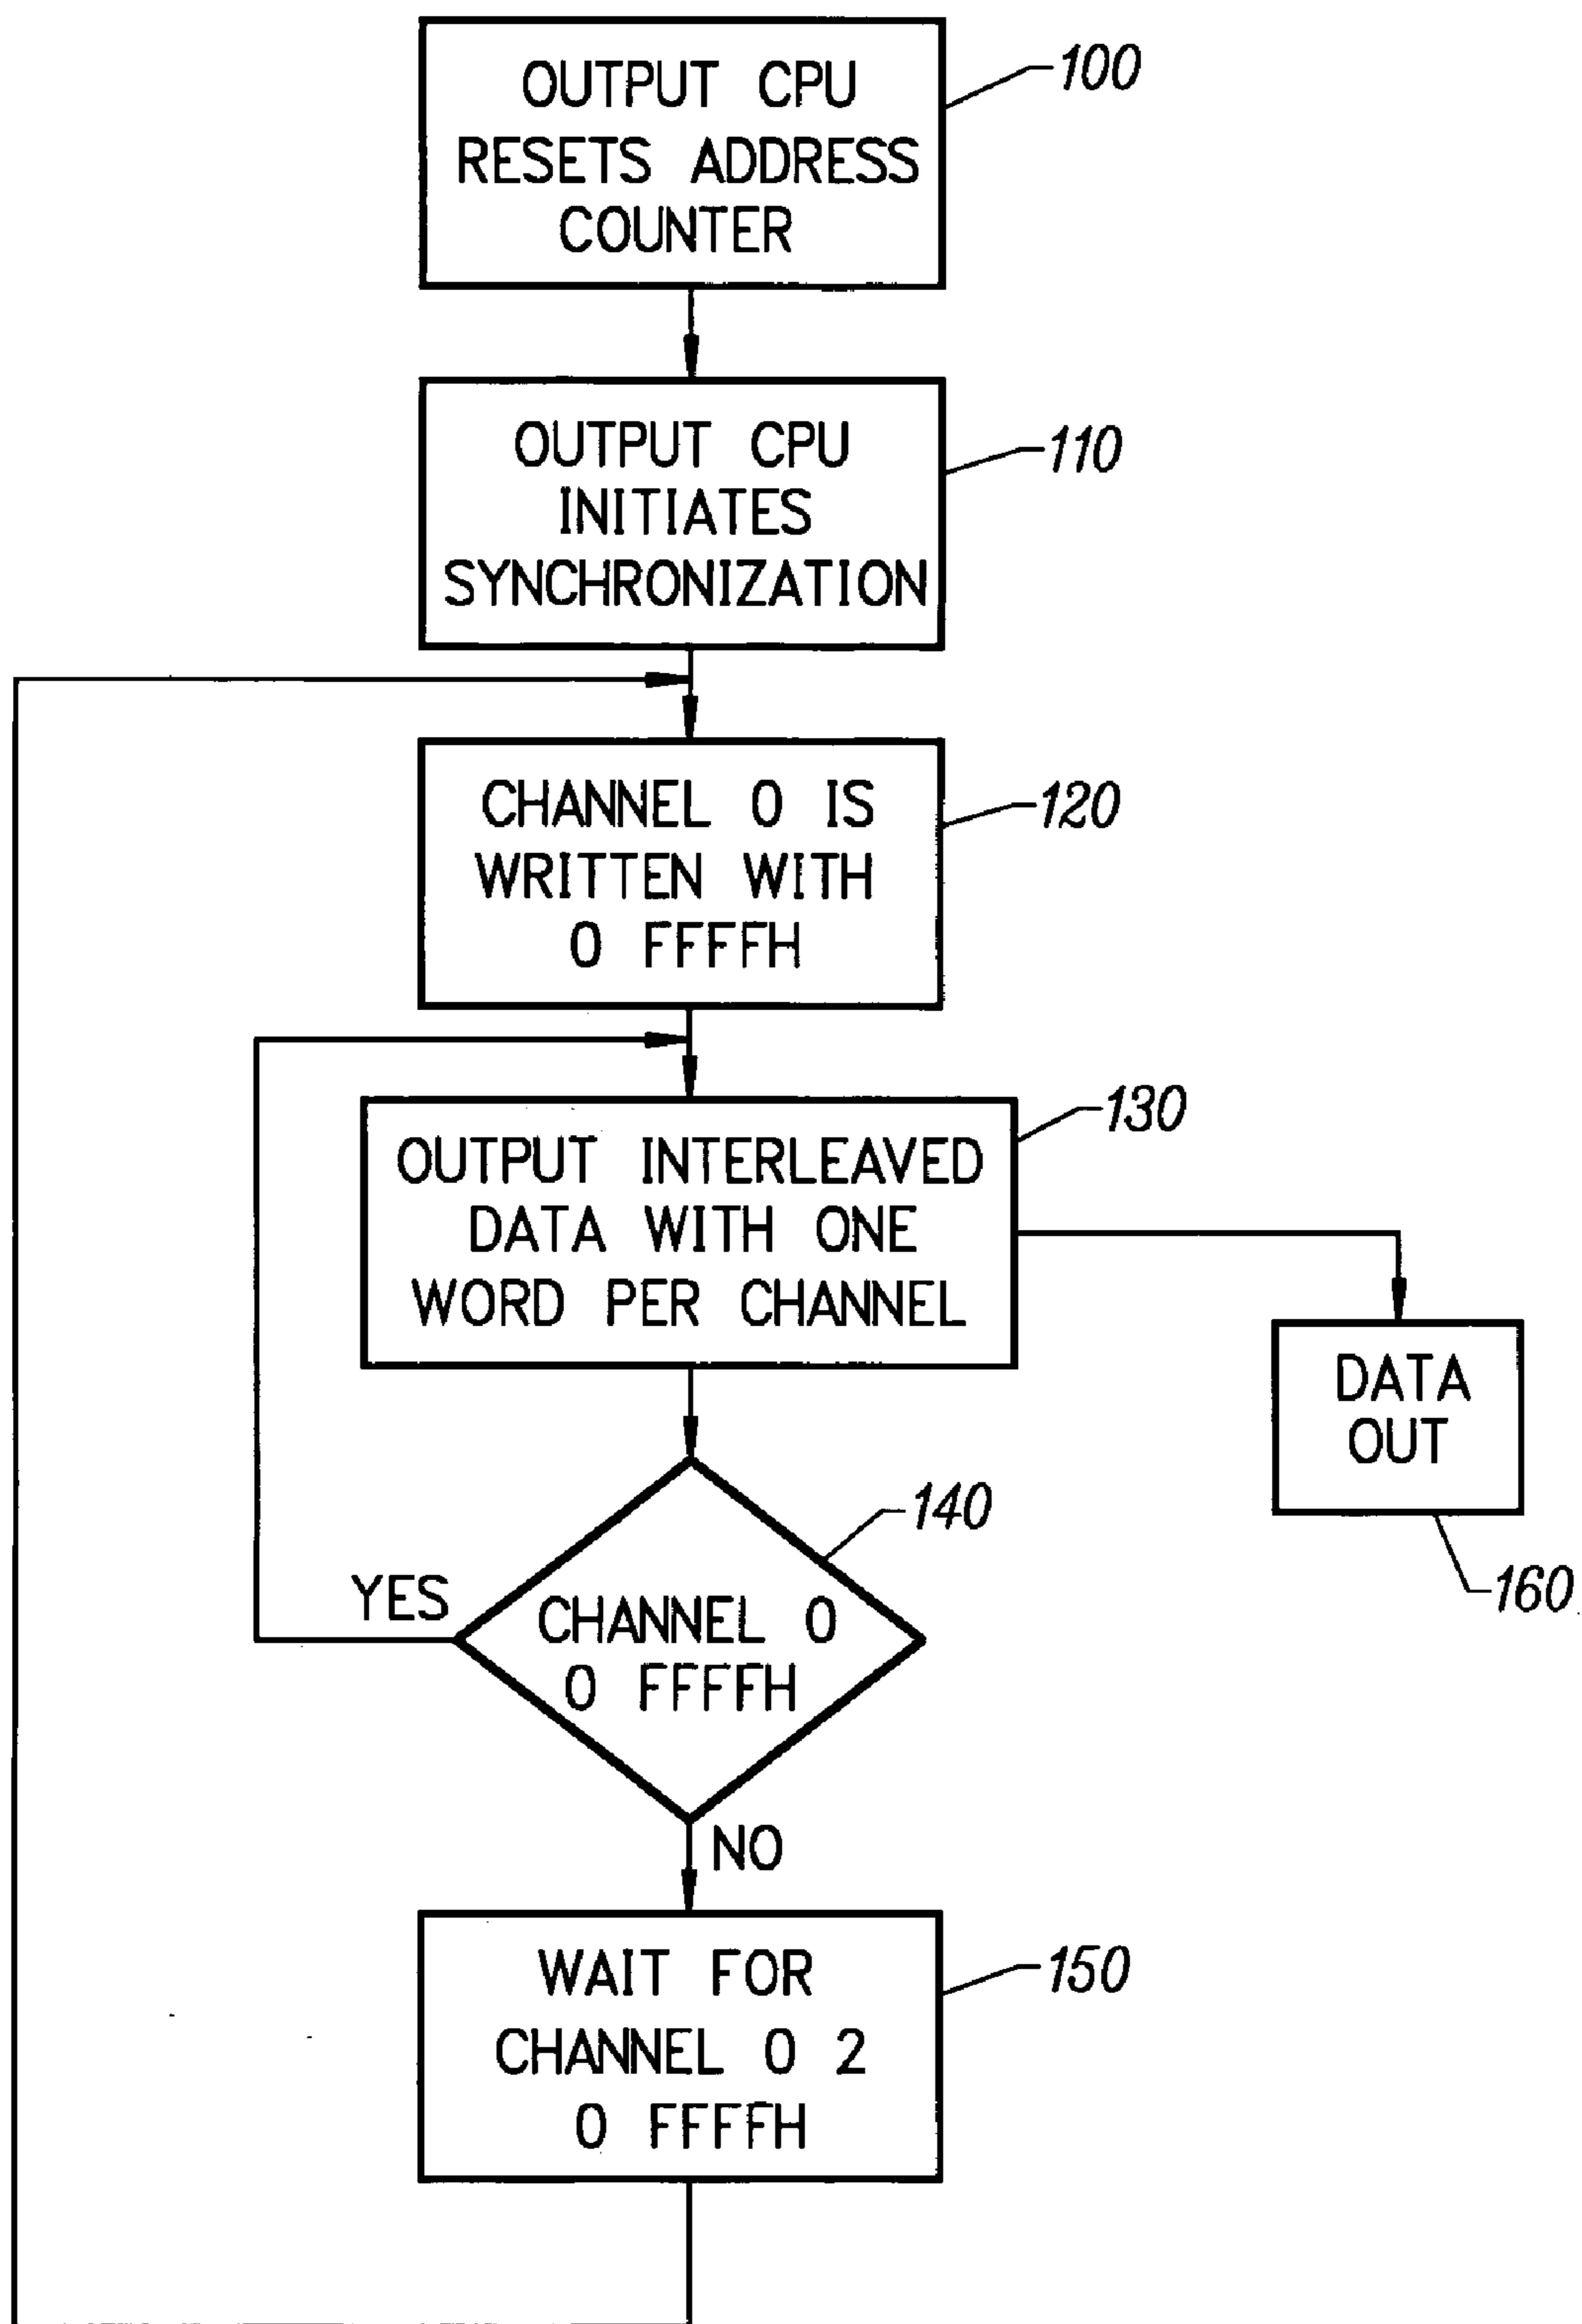 OUTPUT CPU
RESETS ADDRESS
COUNTER
100
OUTPUT CPU
INITIATES
SYNCHRONIZATION
110
CHANNEL 0 IS
WRITTEN WITH
0 FFFFH
120
OUTPUT INTERLEAVED
DATA WITH ONE
WORD PER CHANNEL
130
DATA
OUT
160
CHANNEL 0
0 FFFFH
140
YES
NO
WAIT FOR
CHANNEL 0 2
0 FFFFH
150